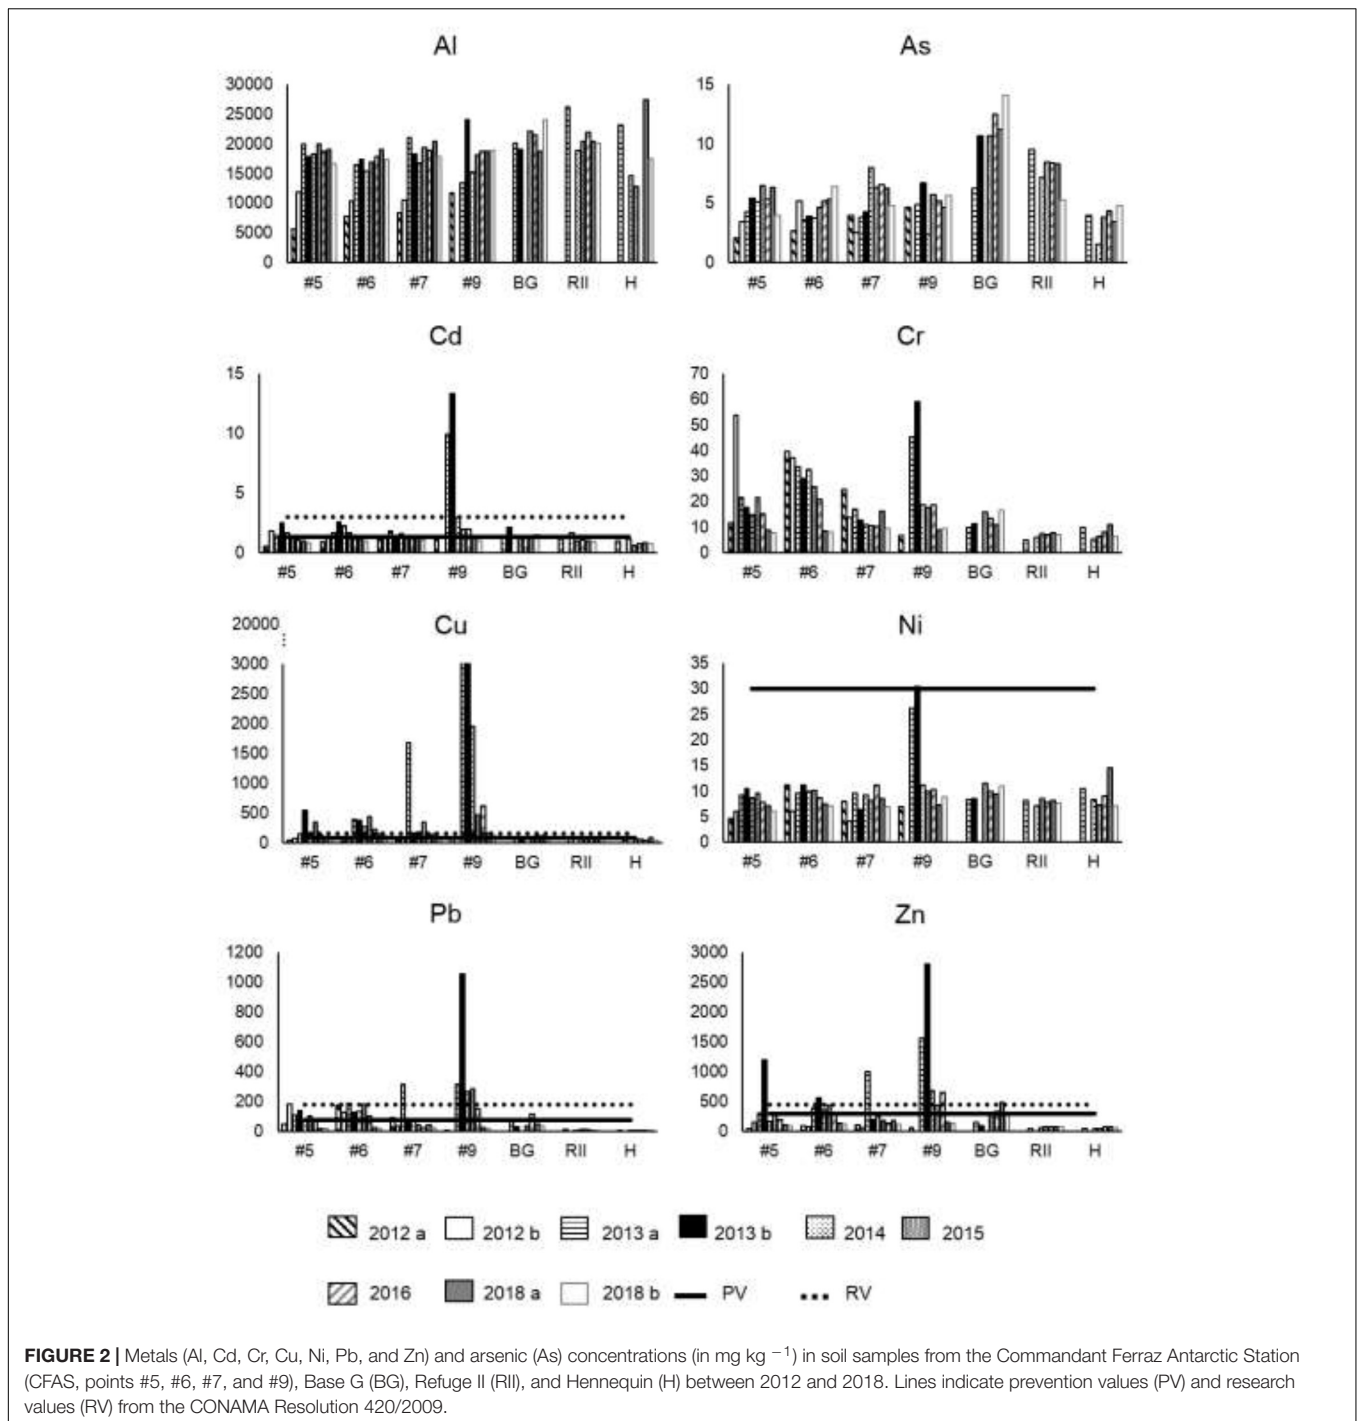 Al
As
30000
25000
20000
15000
10000
5000
0
#5 #6 #7 #9 BG RII H
15
10
5
0
#5 #6 #7 #9 BG RII H
Cd
Cr
15
10
5
0
#5 #6 #7 #9 BG RII H
70
60
50
40
30
20
10
0
#5 #6 #7 #9 BG RII H
Cu
Ni
20000
3000
2500
2000
1500
1000
500
0
#5 #6 #7 #9 BG RII H
35
30
25
20
15
10
5
0
#5 #6 #7 #9 BG RII H
Pb
Zn
1200
1000
800
600
400
200
0
#5 #6 #7 #9 BG RII H
3000
2500
2000
1500
1000
500
0
#5 #6 #7 #9 BG RII H
2012 a 2012 b 2013 a 2013 b 2014 2015
2016 2018 a 2018 b PV RV
FIGURE 2 | Metals (Al, Cd, Cr, Cu, Ni, Pb, and Zn) and arsenic (As) concentrations (in mg kg −1) in soil samples from the Commandant Ferraz Antarctic Station
(CFAS, points #5, #6, #7, and #9), Base G (BG), Refuge II (RII), and Hennequin (H) between 2012 and 2018. Lines indicate prevention values (PV) and research
values (RV) from the CONAMA Resolution 420/2009.